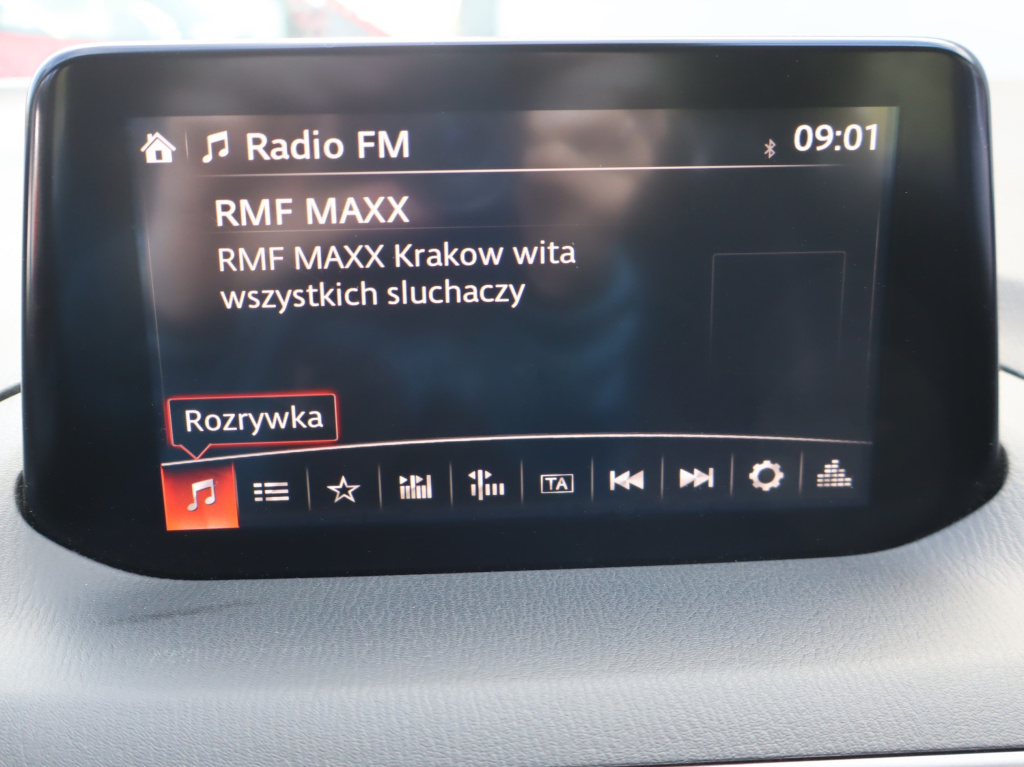 Radio FM
09:01
RMF MAXX
RMF MAXX Krakow wita
wszystkich sluchaczy
Rozrywka
TA